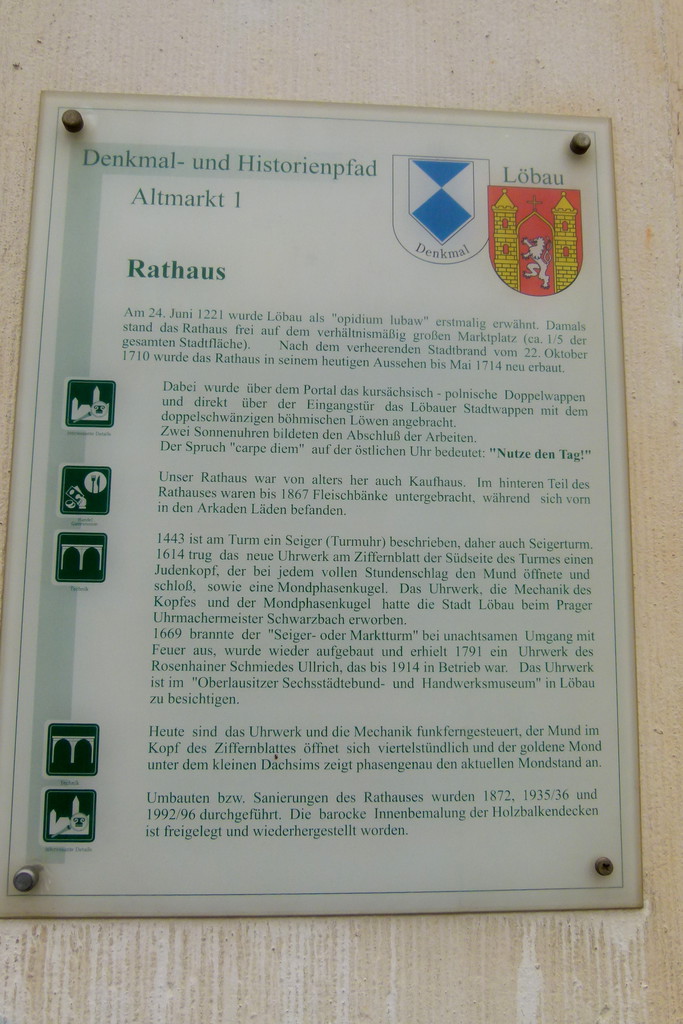 Denkmal- und Historienpfad
Altmarkt 1
Denkmal
Löbau
Rathaus
Am 24. Juni 1221 wurde Löbau als "opidium lubaw" erstmalig erwähnt. Damals
stand das Rathaus frei auf dem verhältnismäßig großen Marktplatz (ca. 1/5 der
gesamten Stadtfläche). Nach dem verheerenden Stadtbrand vom 22. Oktober
1710 wurde das Rathaus in seinem heutigen Aussehen bis Mai 1714 neu erbaut.
Dabei wurde über dem Portal das kursächsisch - polnische Doppelwappen
und direkt über der Eingangstür das Löbauer Stadtwappen mit dem
doppelschwänzigen böhmischen Löwen angebracht.
Zwei Sonnenuhren bildeten den Abschluß der Arbeiten.
Der Spruch "carpe diem" auf der östlichen Uhr bedeutet: "Nutze den Tag!"
Unser Rathaus war von alters her auch Kaufhaus. Im hinteren Teil des
Rathauses waren bis 1867 Fleischbänke untergebracht, während sich vorn
in den Arkaden Läden befanden.
1443 ist am Turm ein Seiger (Turmuhr) beschrieben, daher auch Seigerturm.
1614 trug das neue Uhrwerk am Ziffernblatt der Südseite des Turmes einen
Judenkopf, der bei jedem vollen Stundenschlag den Mund öffnete und
schloß, sowie eine Mondphasenkugel. Das Uhrwerk, die Mechanik des
Kopfes und der Mondphasenkugel hatte die Stadt Löbau beim Prager
Uhrmachermeister Schwarzbach erworben.
1669 brannte der "Seiger- oder Marktturm" bei unachtsamen Umgang mit
Feuer aus, wurde wieder aufgebaut und erhielt 1791 ein Uhrwerk des
Rosenhainer Schmiedes Ullrich, das bis 1914 in Betrieb war. Das Uhrwerk
ist im "Oberlausitzer Sechsstädtebund- und Handwerksmuseum" in Löbau
zu besichtigen.
Heute sind das Uhrwerk und die Mechanik funkferngesteuert, der Mund im
Kopf des Ziffernblattes öffnet sich viertelstündlich und der goldene Mond
unter dem kleinen Dachsims zeigt phasengenau den aktuellen Mondstand an.
Umbauten bzw. Sanierungen des Rathauses wurden 1872, 1935/36 und
1992/96 durchgeführt. Die barocke Innenbemalung der Holzbalkendecken
ist freigelegt und wiederhergestellt worden.